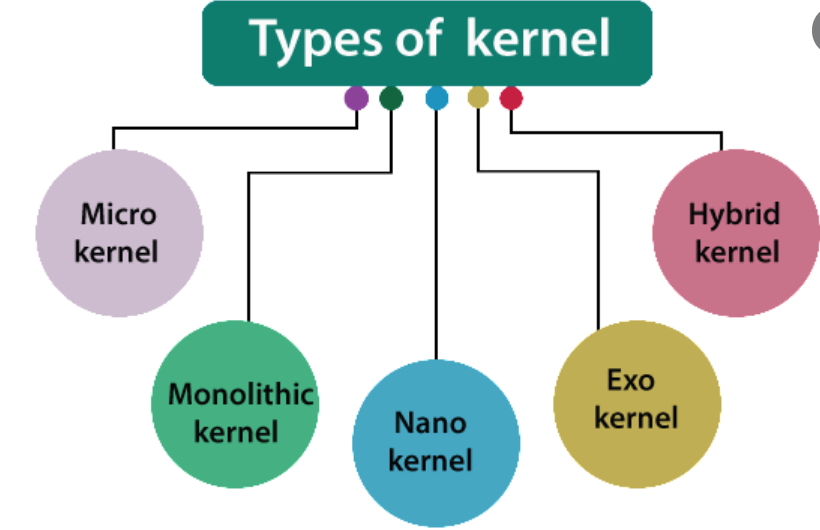 Types of kernel
Micro
kernel
Monolithic
kernel
Nano
kernel
Exo
kernel
Hybrid
kernel